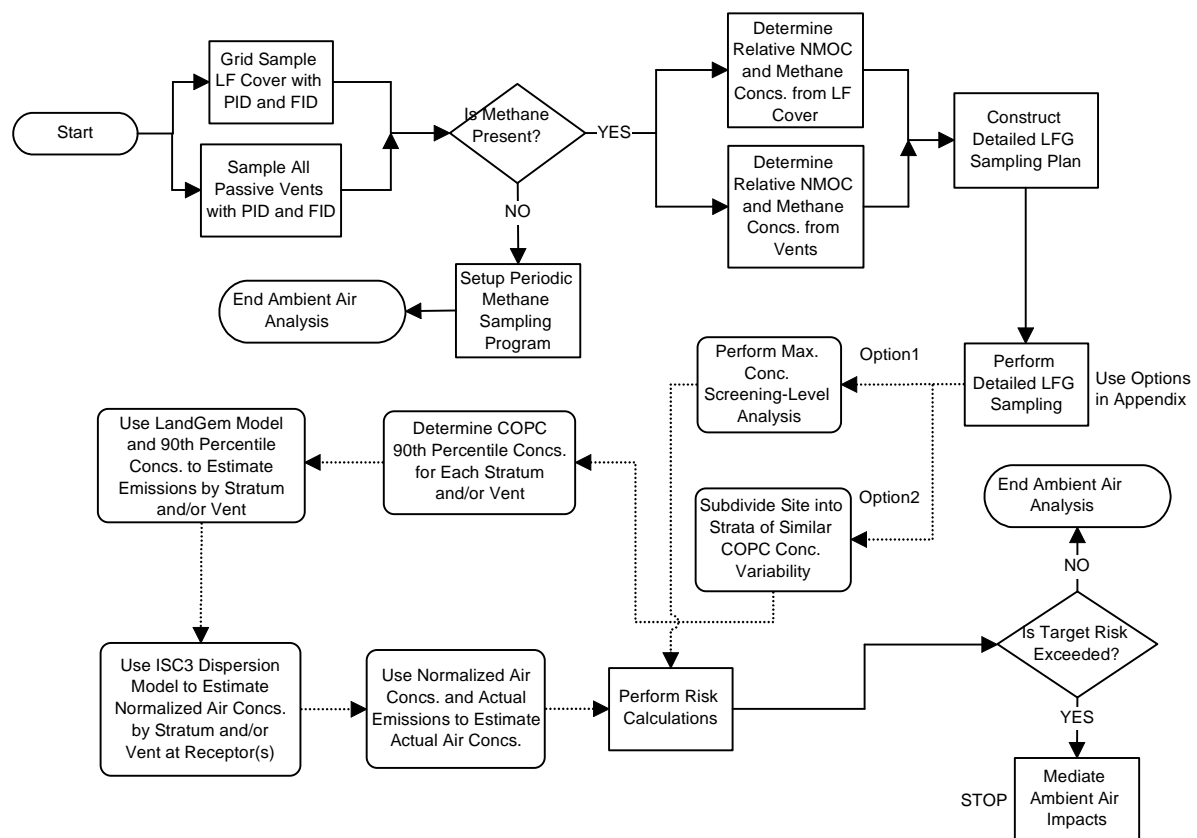 Start
Grid Sample
LF Cover with
PID and FID
Sample All
Passive Vents
with PID and FID
Is Methane
Present?
YES
NO
Determine
Relative NMOC
and Methane
Concs. from LF
Cover
Determine
Relative NMOC
and Methane
Concs. from
Vents
Construct
Detailed LFG
Sampling Plan
Setup Periodic
Methane
Sampling
Program
End Ambient Air
Analysis
Perform
Detailed LFG
Sampling
Use Options
in Appendix
Option1
Perform Max.
Conc.
Screening-Level
Analysis
Option2
Subdivide Site into
Strata of Similar
COPC Conc.
Variability
Determine COPC
90th Percentile Concs.
for Each Stratum
and/or Vent
Use LandGem Model
and 90th Percentile
Concs. to Estimate
Emissions by Stratum
and/or Vent
Use ISC3 Dispersion
Model to Estimate
Normalized Air Concs.
by Stratum and/or
Vent at Receptor(s)
Use Normalized Air
Concs. and Actual
Emissions to Estimate
Actual Air Concs.
Perform Risk
Calculations
Is Target Risk
Exceeded?
NO
End Ambient Air
Analysis
YES
STOP
Mediate
Ambient Air
Impacts